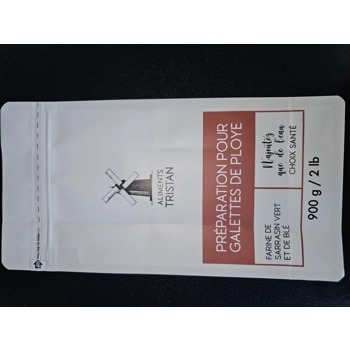 ALIMENTS
TRISTAN
PRÉPARATION POUR
GALETTES DE PLOYE
FARINE DE
SARRASIN VERT
ET DE BLÉ
N'ajoutez
que de l'eau
CHOIX SANTÉ
900 g / 2 lb